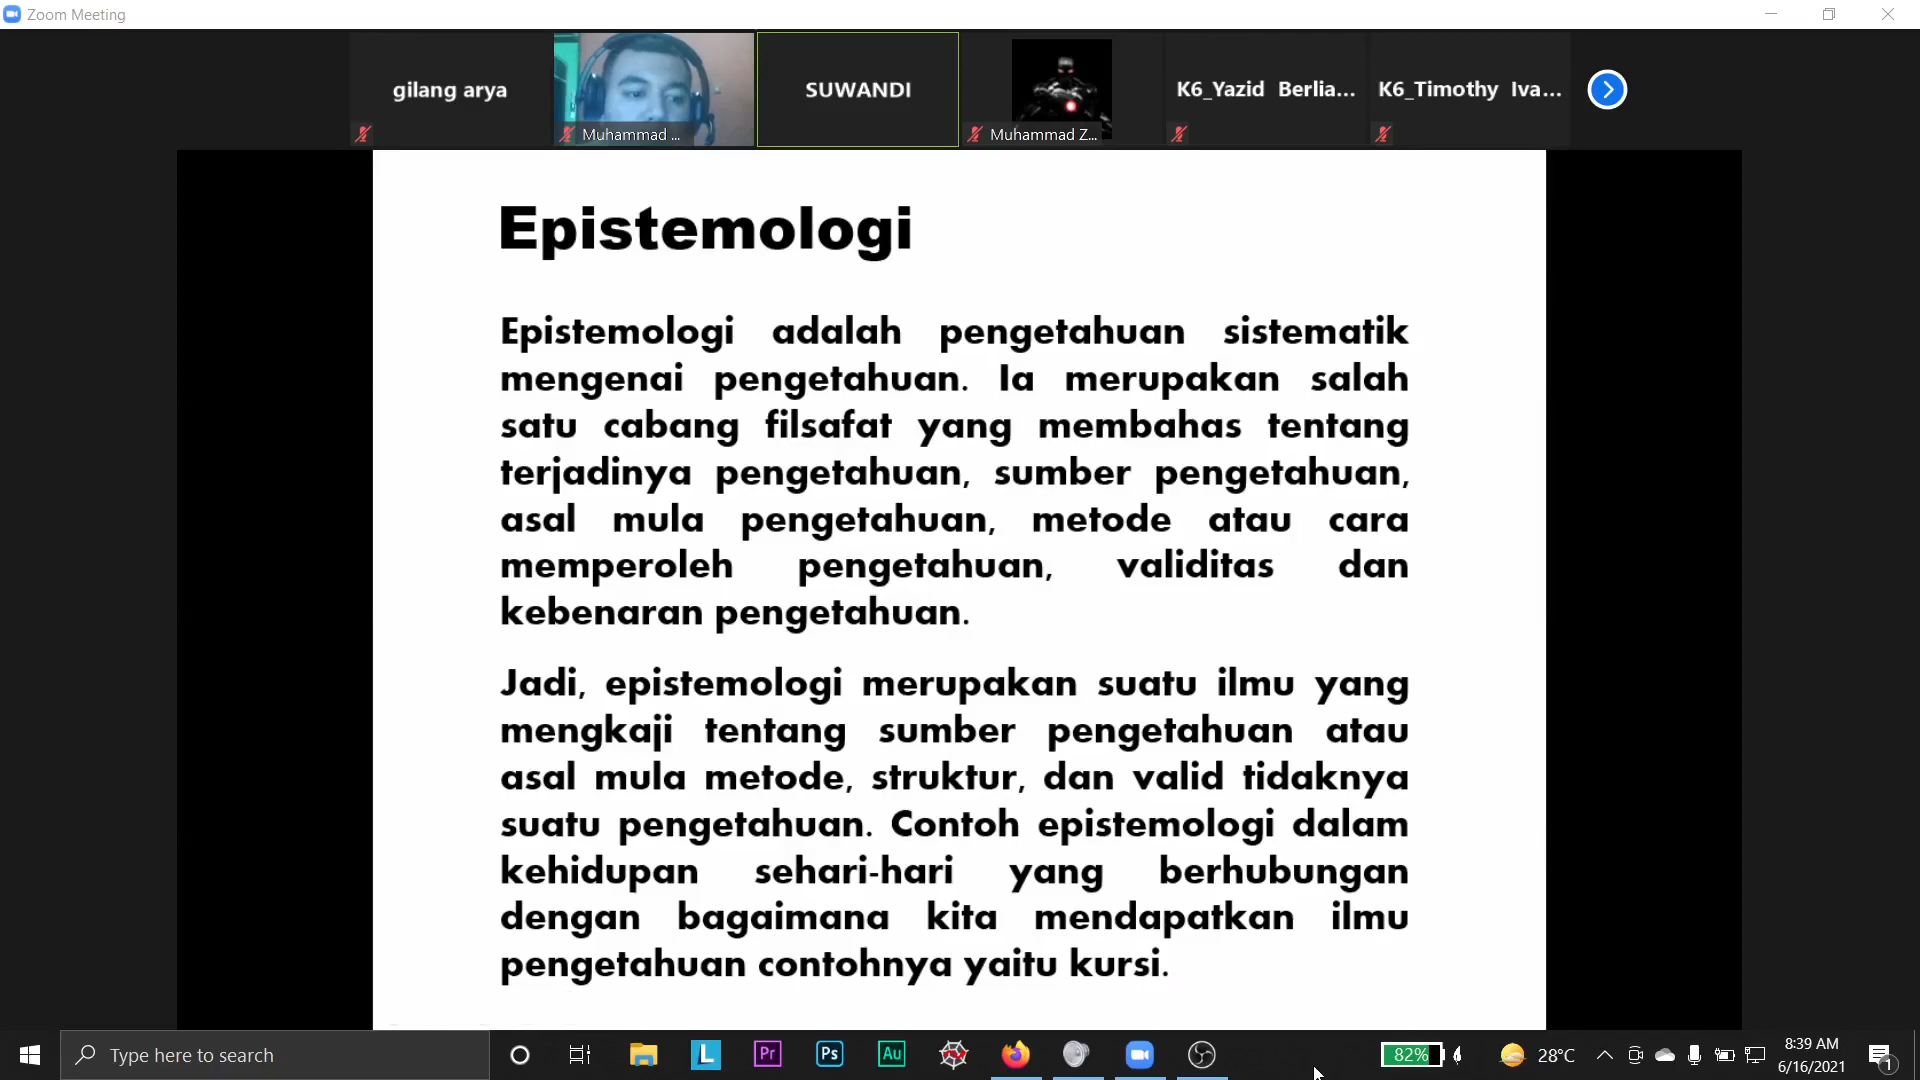 Zoom Meeting
gilang arya
Muhammad ...
SUWANDI
Muhammad Z...
K6_Yazid Berlia...
K6_Timothy Iva...
Epistemologi
Epistemologi adalah pengetahuan sistematik
mengenai pengetahuan. Ia merupakan salah
satu cabang filsafat yang membahas tentang
terjadinya pengetahuan, sumber pengetahuan,
asal mula pengetahuan, metode atau cara
memperoleh pengetahuan, validitas dan
kebenaran pengetahuan.
Jadi, epistemologi merupakan suatu ilmu yang
mengkaji tentang sumber pengetahuan atau
asal mula metode, struktur, dan valid tidaknya
suatu pengetahuan. Contoh epistemologi dalam
kehidupan sehari-hari yang berhubungan
dengan bagaimana kita mendapatkan ilmu
pengetahuan contohnya yaitu kursi.
Type here to search
L
Pr
Ps
Au
82%
28°C
8:39 AM
6/16/2021
1